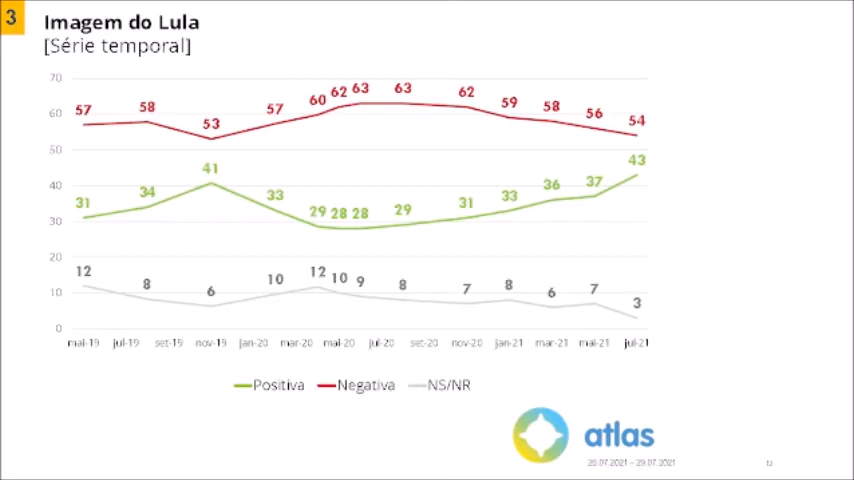 3
Imagem do Lula
[Série temporal]
70
60
50
40
30
20
10
0
57 58 53 57 60 62 63 63 62 59 58 56 54
31 34 41 33 29 28 28 29 31 33 36 37 43
12 8 6 10 12 10 9 8 7 8 6 7 3
mai-19 jul-19 set-19 nov-19 jan-20 mar-20 mai-20 jul-20 set-20 nov-20 jan-21 mar-21 mai-21 jul-21
Positiva Negativa NS/NR
atlas
26.07.2021 – 29.07.2021